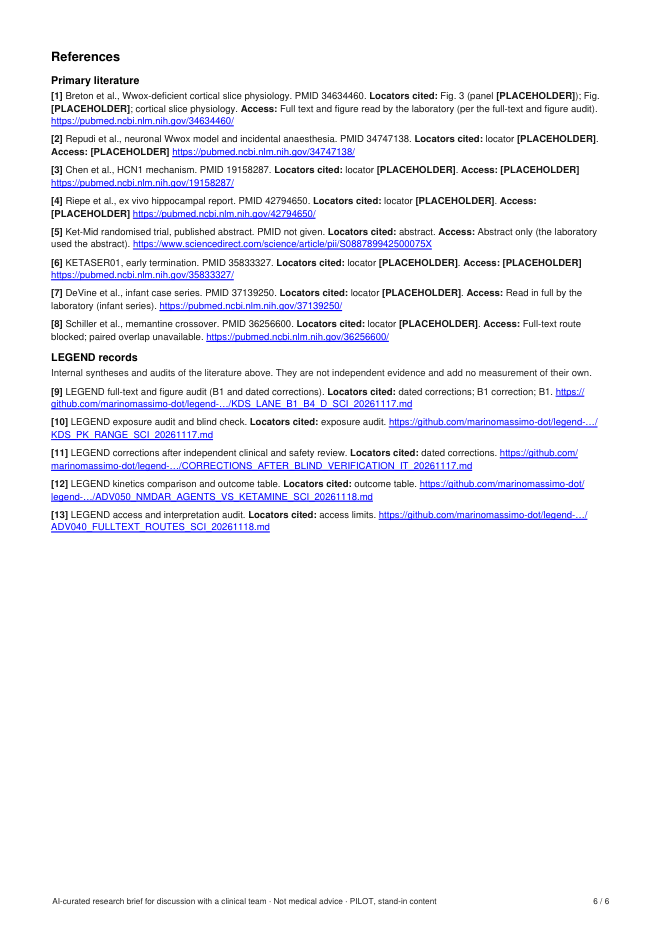 References
Primary literature
[1] Breton et al., Wwox-deficient cortical slice physiology. PMID 34634460. Locators cited: Fig. 3 (panel [PLACEHOLDER]); Fig.
[PLACEHOLDER]; cortical slice physiology. Access: Full text and figure read by the laboratory (per the full-text and figure audit).
https://pubmed.ncbi.nlm.nih.gov/34634460/
[2] Repudi et al., neuronal Wwox model and incidental anaesthesia. PMID 34747138. Locators cited: locator [PLACEHOLDER].
Access: [PLACEHOLDER] https://pubmed.ncbi.nlm.nih.gov/34747138/
[3] Chen et al., HCN1 mechanism. PMID 19158287. Locators cited: locator [PLACEHOLDER]. Access: [PLACEHOLDER]
https://pubmed.ncbi.nlm.nih.gov/19158287/
[4] Riepe et al., ex vivo hippocampal report. PMID 42794650. Locators cited: locator [PLACEHOLDER]. Access:
[PLACEHOLDER] https://pubmed.ncbi.nlm.nih.gov/42794650/
[5] Ket-Mid randomised trial, published abstract. PMID not given. Locators cited: abstract. Access: Abstract only (the laboratory
used the abstract). https://www.sciencedirect.com/science/article/pii/S088789942500075X
[6] KETASER01, early termination. PMID 35833327. Locators cited: locator [PLACEHOLDER]. Access: [PLACEHOLDER]
https://pubmed.ncbi.nlm.nih.gov/35833327/
[7] DeVine et al., infant case series. PMID 37139250. Locators cited: locator [PLACEHOLDER]. Access: Read in full by the
laboratory (infant series). https://pubmed.ncbi.nlm.nih.gov/37139250/
[8] Schiller et al., memantine crossover. PMID 36256600. Locators cited: locator [PLACEHOLDER]. Access: Full-text route
blocked; paired overlap unavailable. https://pubmed.ncbi.nlm.nih.gov/36256600/
LEGEND records
Internal syntheses and audits of the literature above. They are not independent evidence and add no measurement of their own.
[9] LEGEND full-text and figure audit (B1 and dated corrections). Locators cited: dated corrections; B1 correction; B1. https://
github.com/marinomassimo-dot/legend-…/KDS_LANE_B1_B4_D_SCI_20261117.md
[10] LEGEND exposure audit and blind check. Locators cited: exposure audit. https://github.com/marinomassimo-dot/legend-…/
KDS_PK_RANGE_SCI_20261117.md
[11] LEGEND corrections after independent clinical and safety review. Locators cited: dated corrections. https://github.com/
marinomassimo-dot/legend-…/CORRECTIONS_AFTER_BLIND_VERIFICATION_IT_20261117.md
[12] LEGEND kinetics comparison and outcome table. Locators cited: outcome table. https://github.com/marinomassimo-dot/
legend-…/ADV050_NMDAR_AGENTS_VS_KETAMINE_SCI_20261118.md
[13] LEGEND access and interpretation audit. Locators cited: access limits. https://github.com/marinomassimo-dot/legend-…/
ADV040_FULLTEXT_ROUTES_SCI_20261118.md
AI-curated research brief for discussion with a clinical team · Not medical advice · PILOT, stand-in content
6 / 6